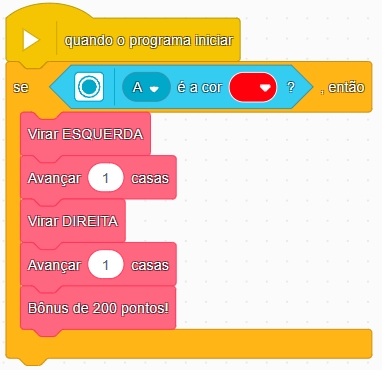 quando o programa iniciar
se A é a cor ? , então
Virar ESQUERDA
Avançar 1 casas
Virar DIREITA
Avançar 1 casas
Bônus de 200 pontos!